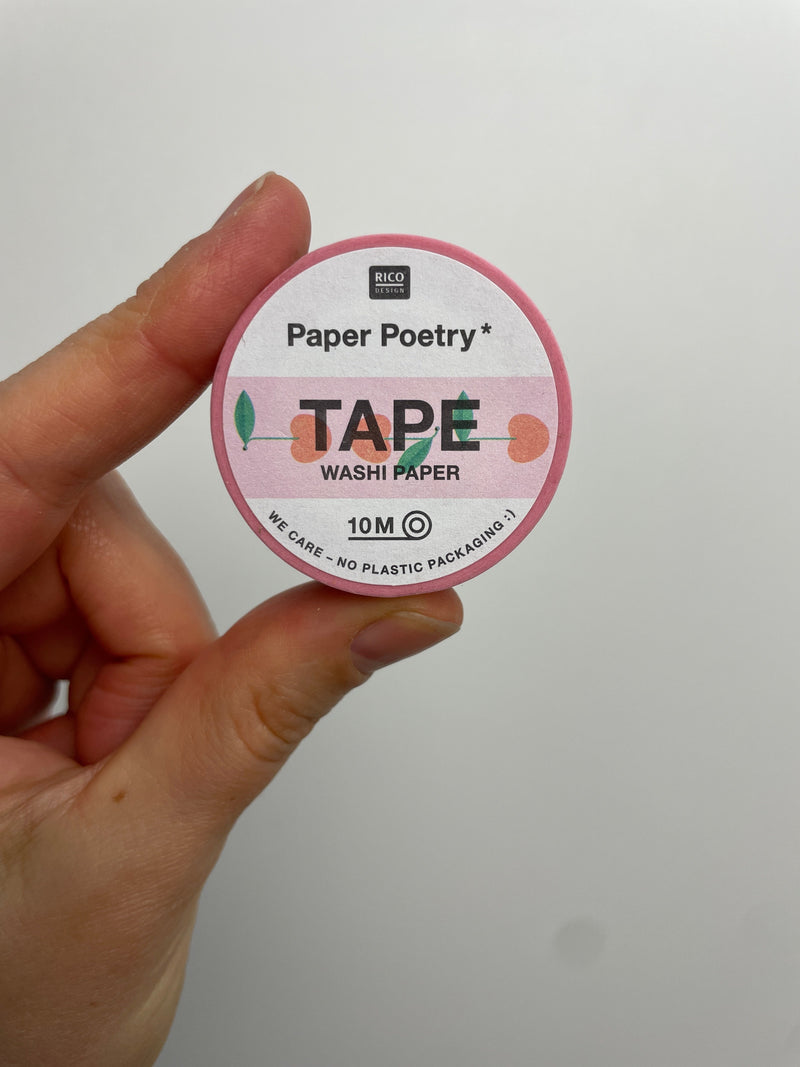 RICO
DESIGN
Paper Poetry*
TAPE
WASHI PAPER
10M
WE CARE – NO PLASTIC PACKAGING :)